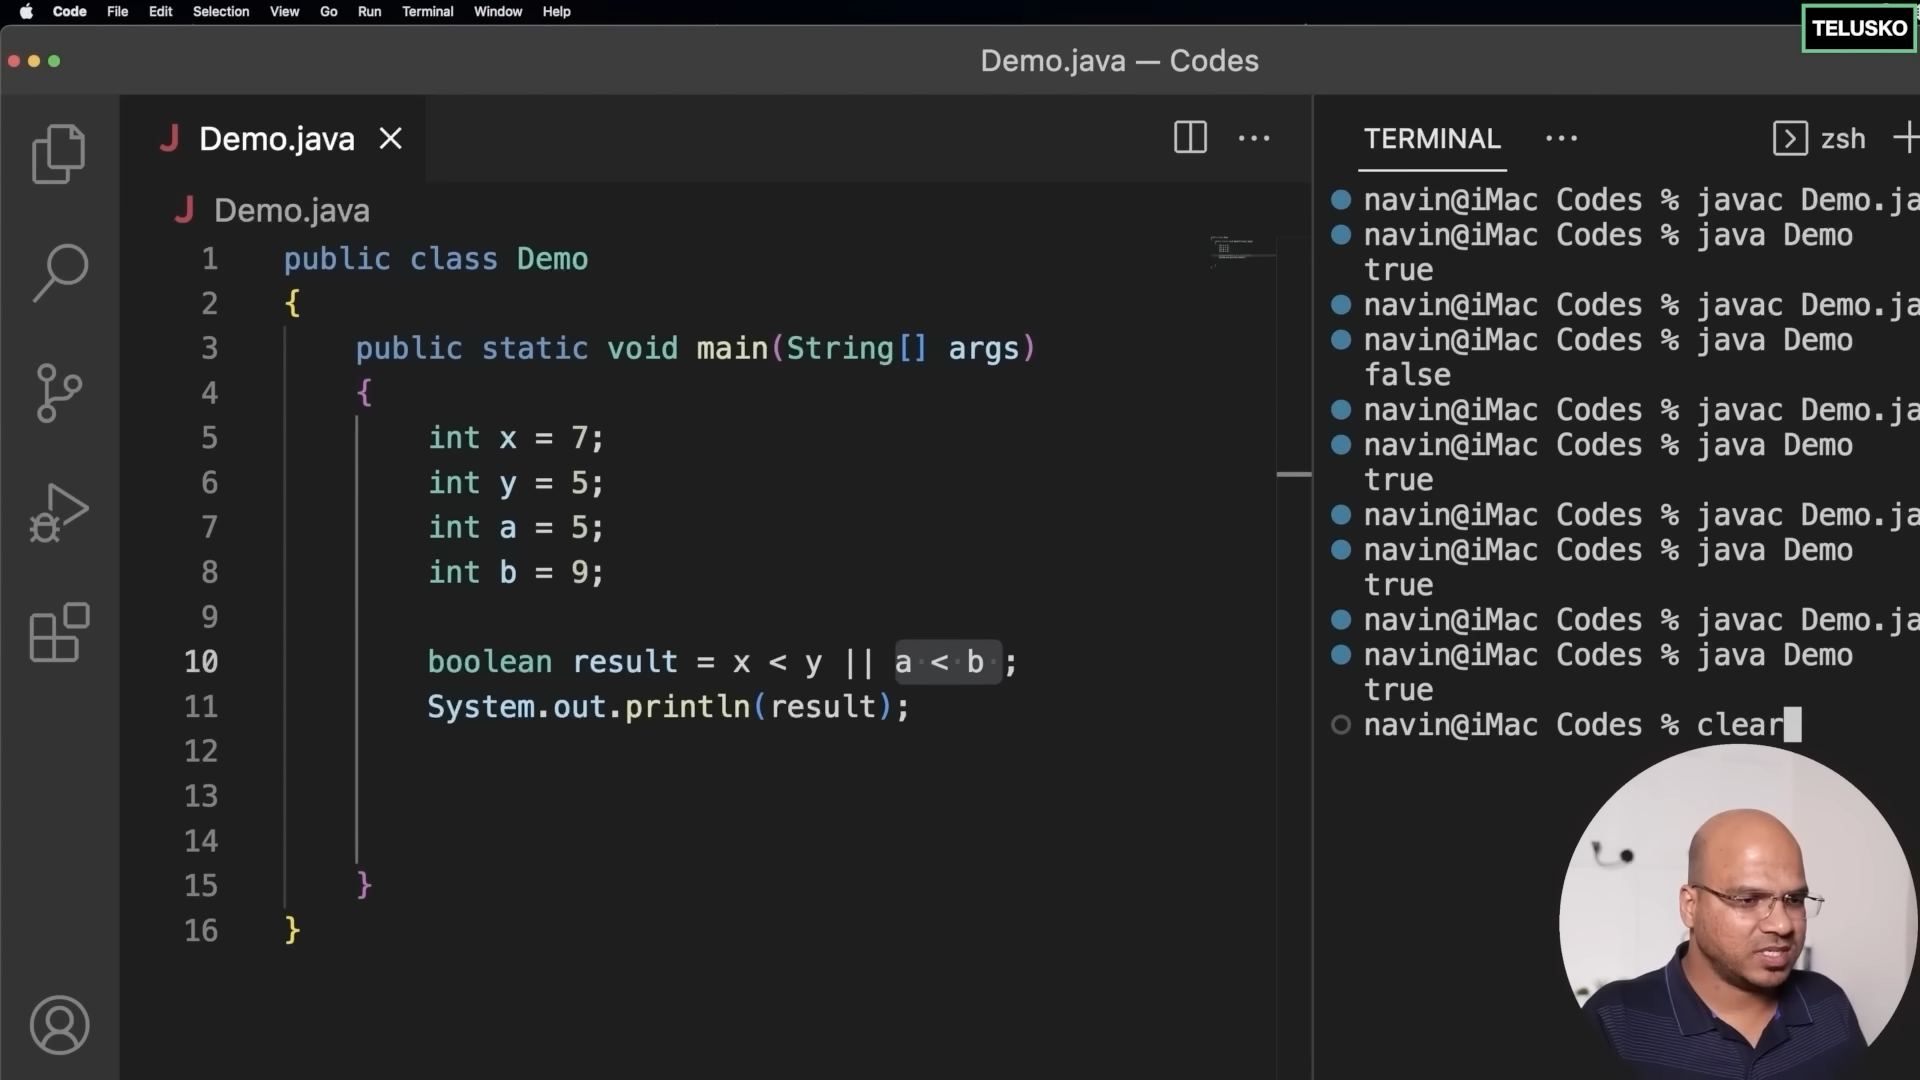 Code File Edit Selection View Go Run Terminal Window Help
TELUSKO
Demo.java — Codes
Demo.java
TERMINAL
zsh
Demo.java
1 public class Demo
2 {
3 public static void main(String[] args)
4 {
5 int x = 7;
6 int y = 5;
7 int a = 5;
8 int b = 9;
9
10 boolean result = x < y || a < b ;
11 System.out.println(result);
12
13
14
15 }
16 }
navin@iMac Codes % javac Demo.ja
navin@iMac Codes % java Demo
true
navin@iMac Codes % javac Demo.ja
navin@iMac Codes % java Demo
false
navin@iMac Codes % javac Demo.ja
navin@iMac Codes % java Demo
true
navin@iMac Codes % javac Demo.ja
navin@iMac Codes % java Demo
true
navin@iMac Codes % javac Demo.ja
navin@iMac Codes % java Demo
true
navin@iMac Codes % clear